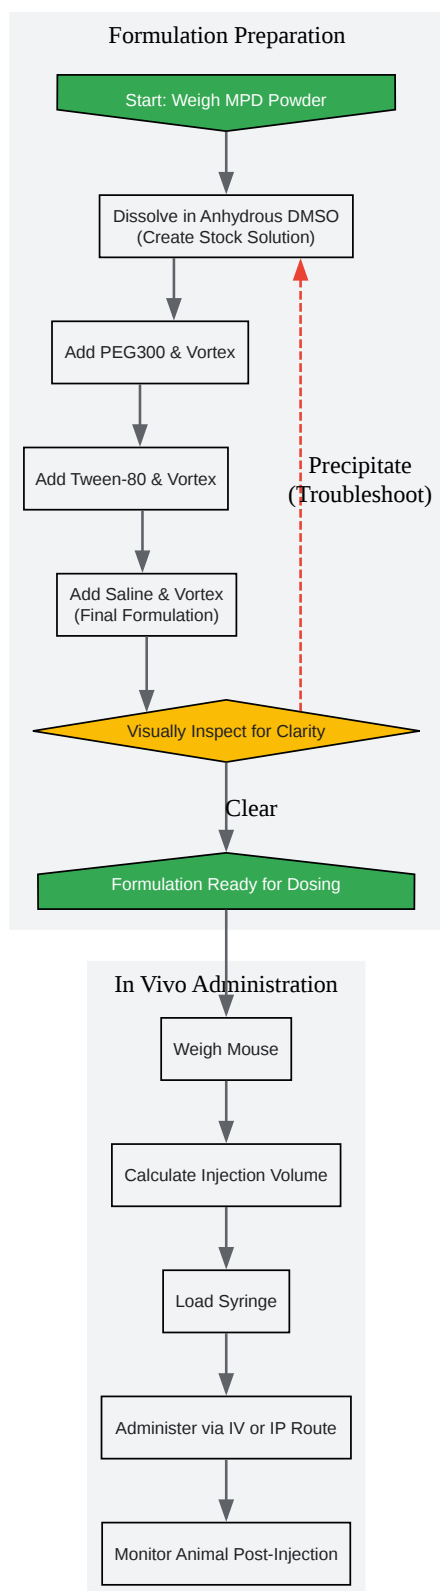 Formulation Preparation
Start: Weigh MPD Powder
Dissolve in Anhydrous DMSO
(Create Stock Solution)
Add PEG300 & Vortex
Add Tween-80 & Vortex
Precipitate
(Troubleshoot)
Add Saline & Vortex
(Final Formulation)
Visually Inspect for Clarity
Clear
Formulation Ready for Dosing
In Vivo Administration
Weigh Mouse
Calculate Injection Volume
Load Syringe
Administer via IV or IP Route
Monitor Animal Post-Injection